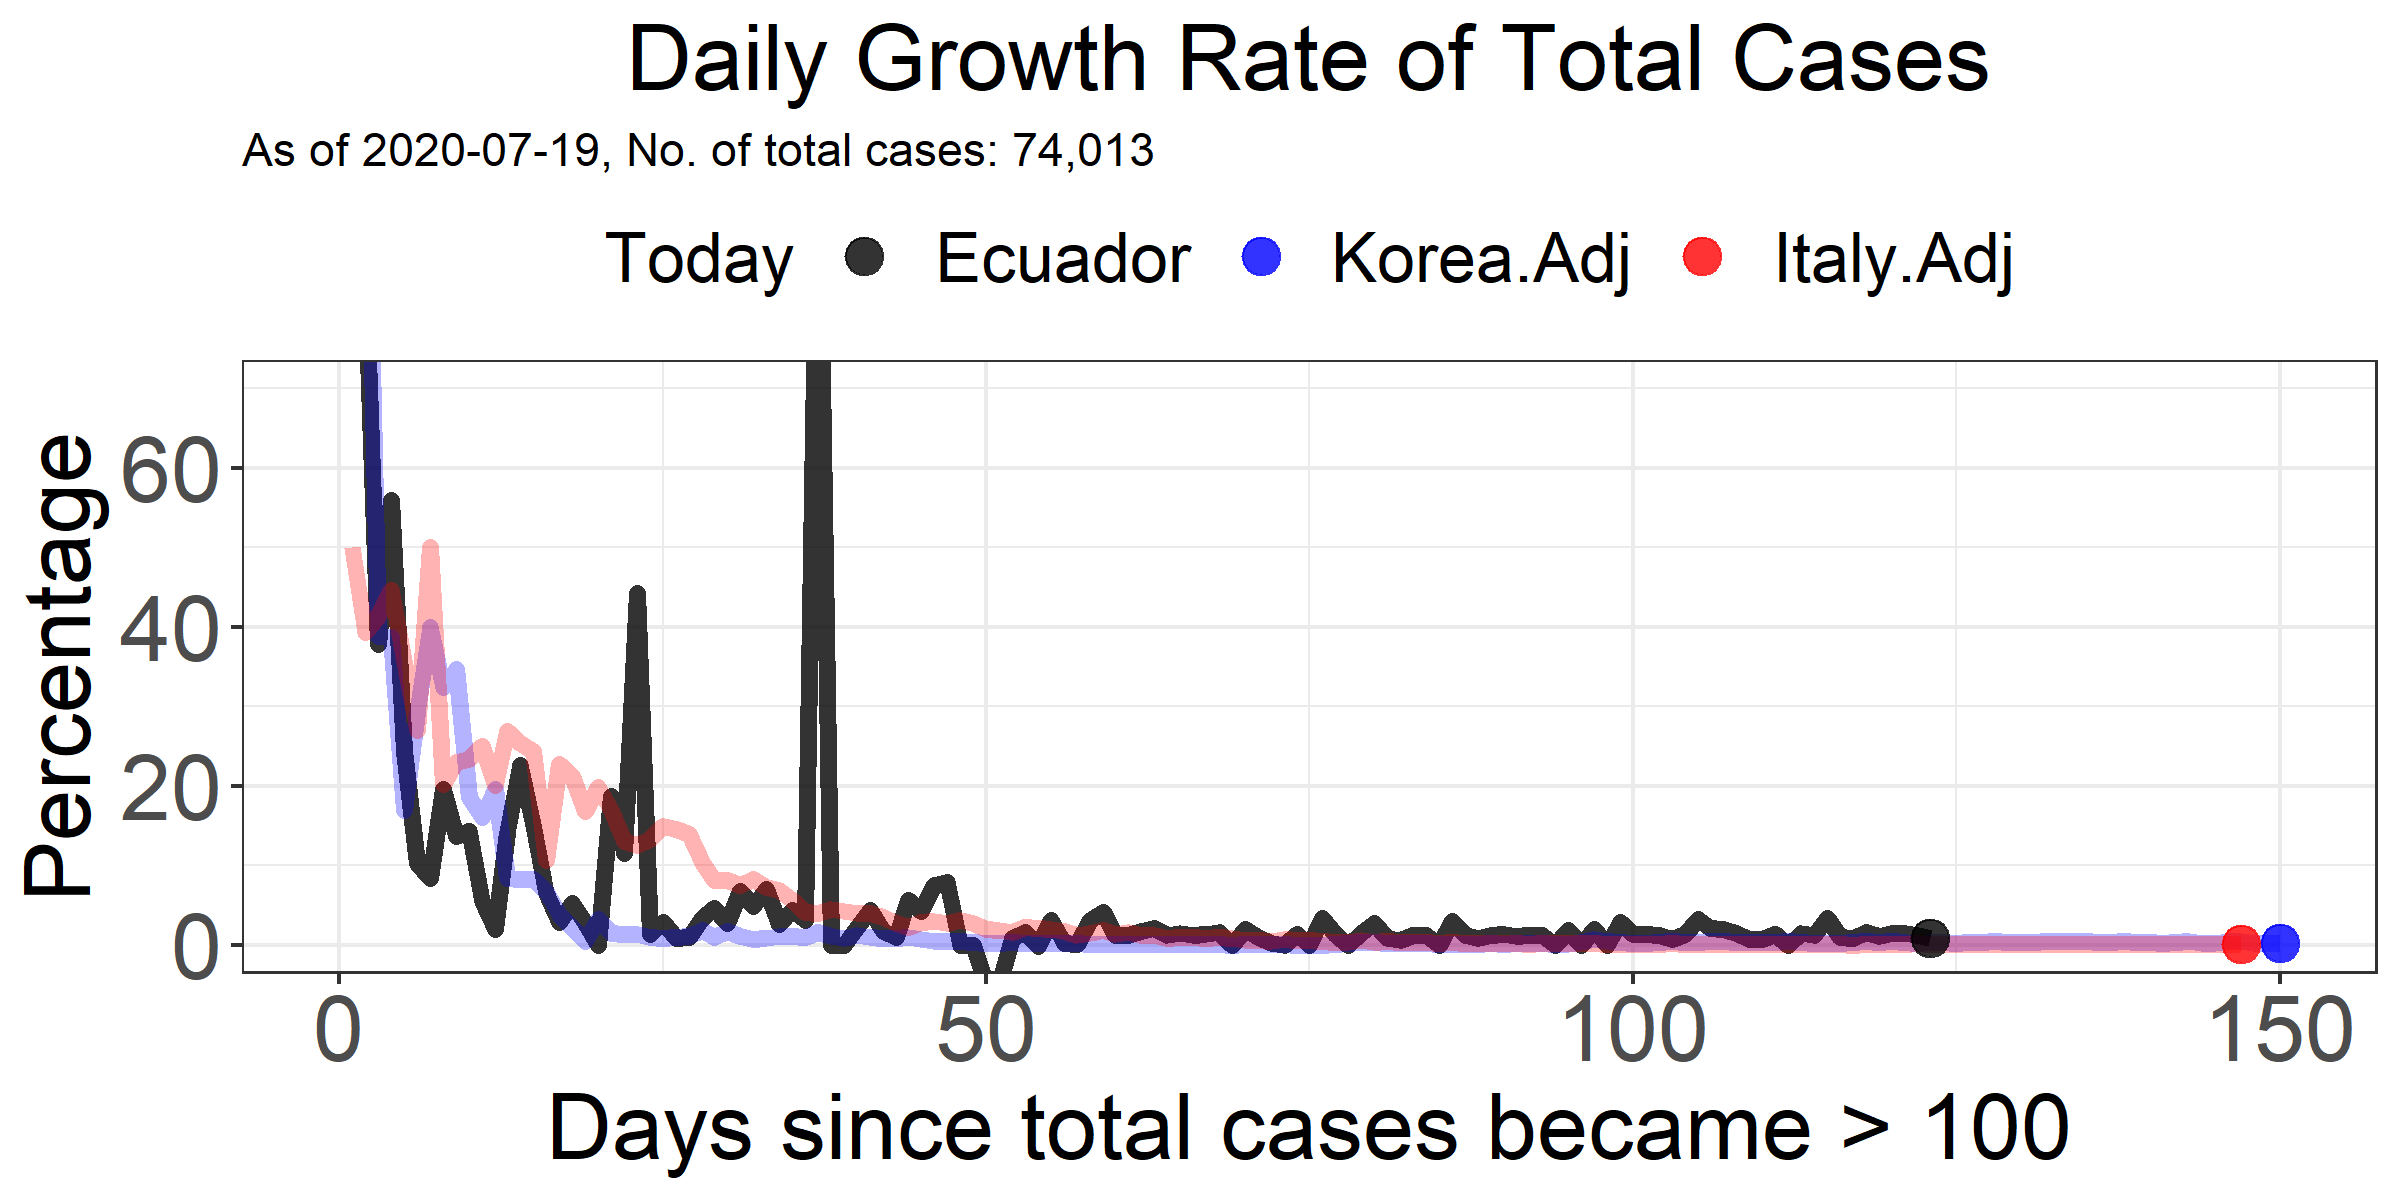 Daily Growth Rate of Total Cases
As of 2020-07-19, No. of total cases: 74,013
Today Ecuador Korea.Adj Italy.Adj
Percentage
60
40
20
0
0 50 100 150
Days since total cases became > 100